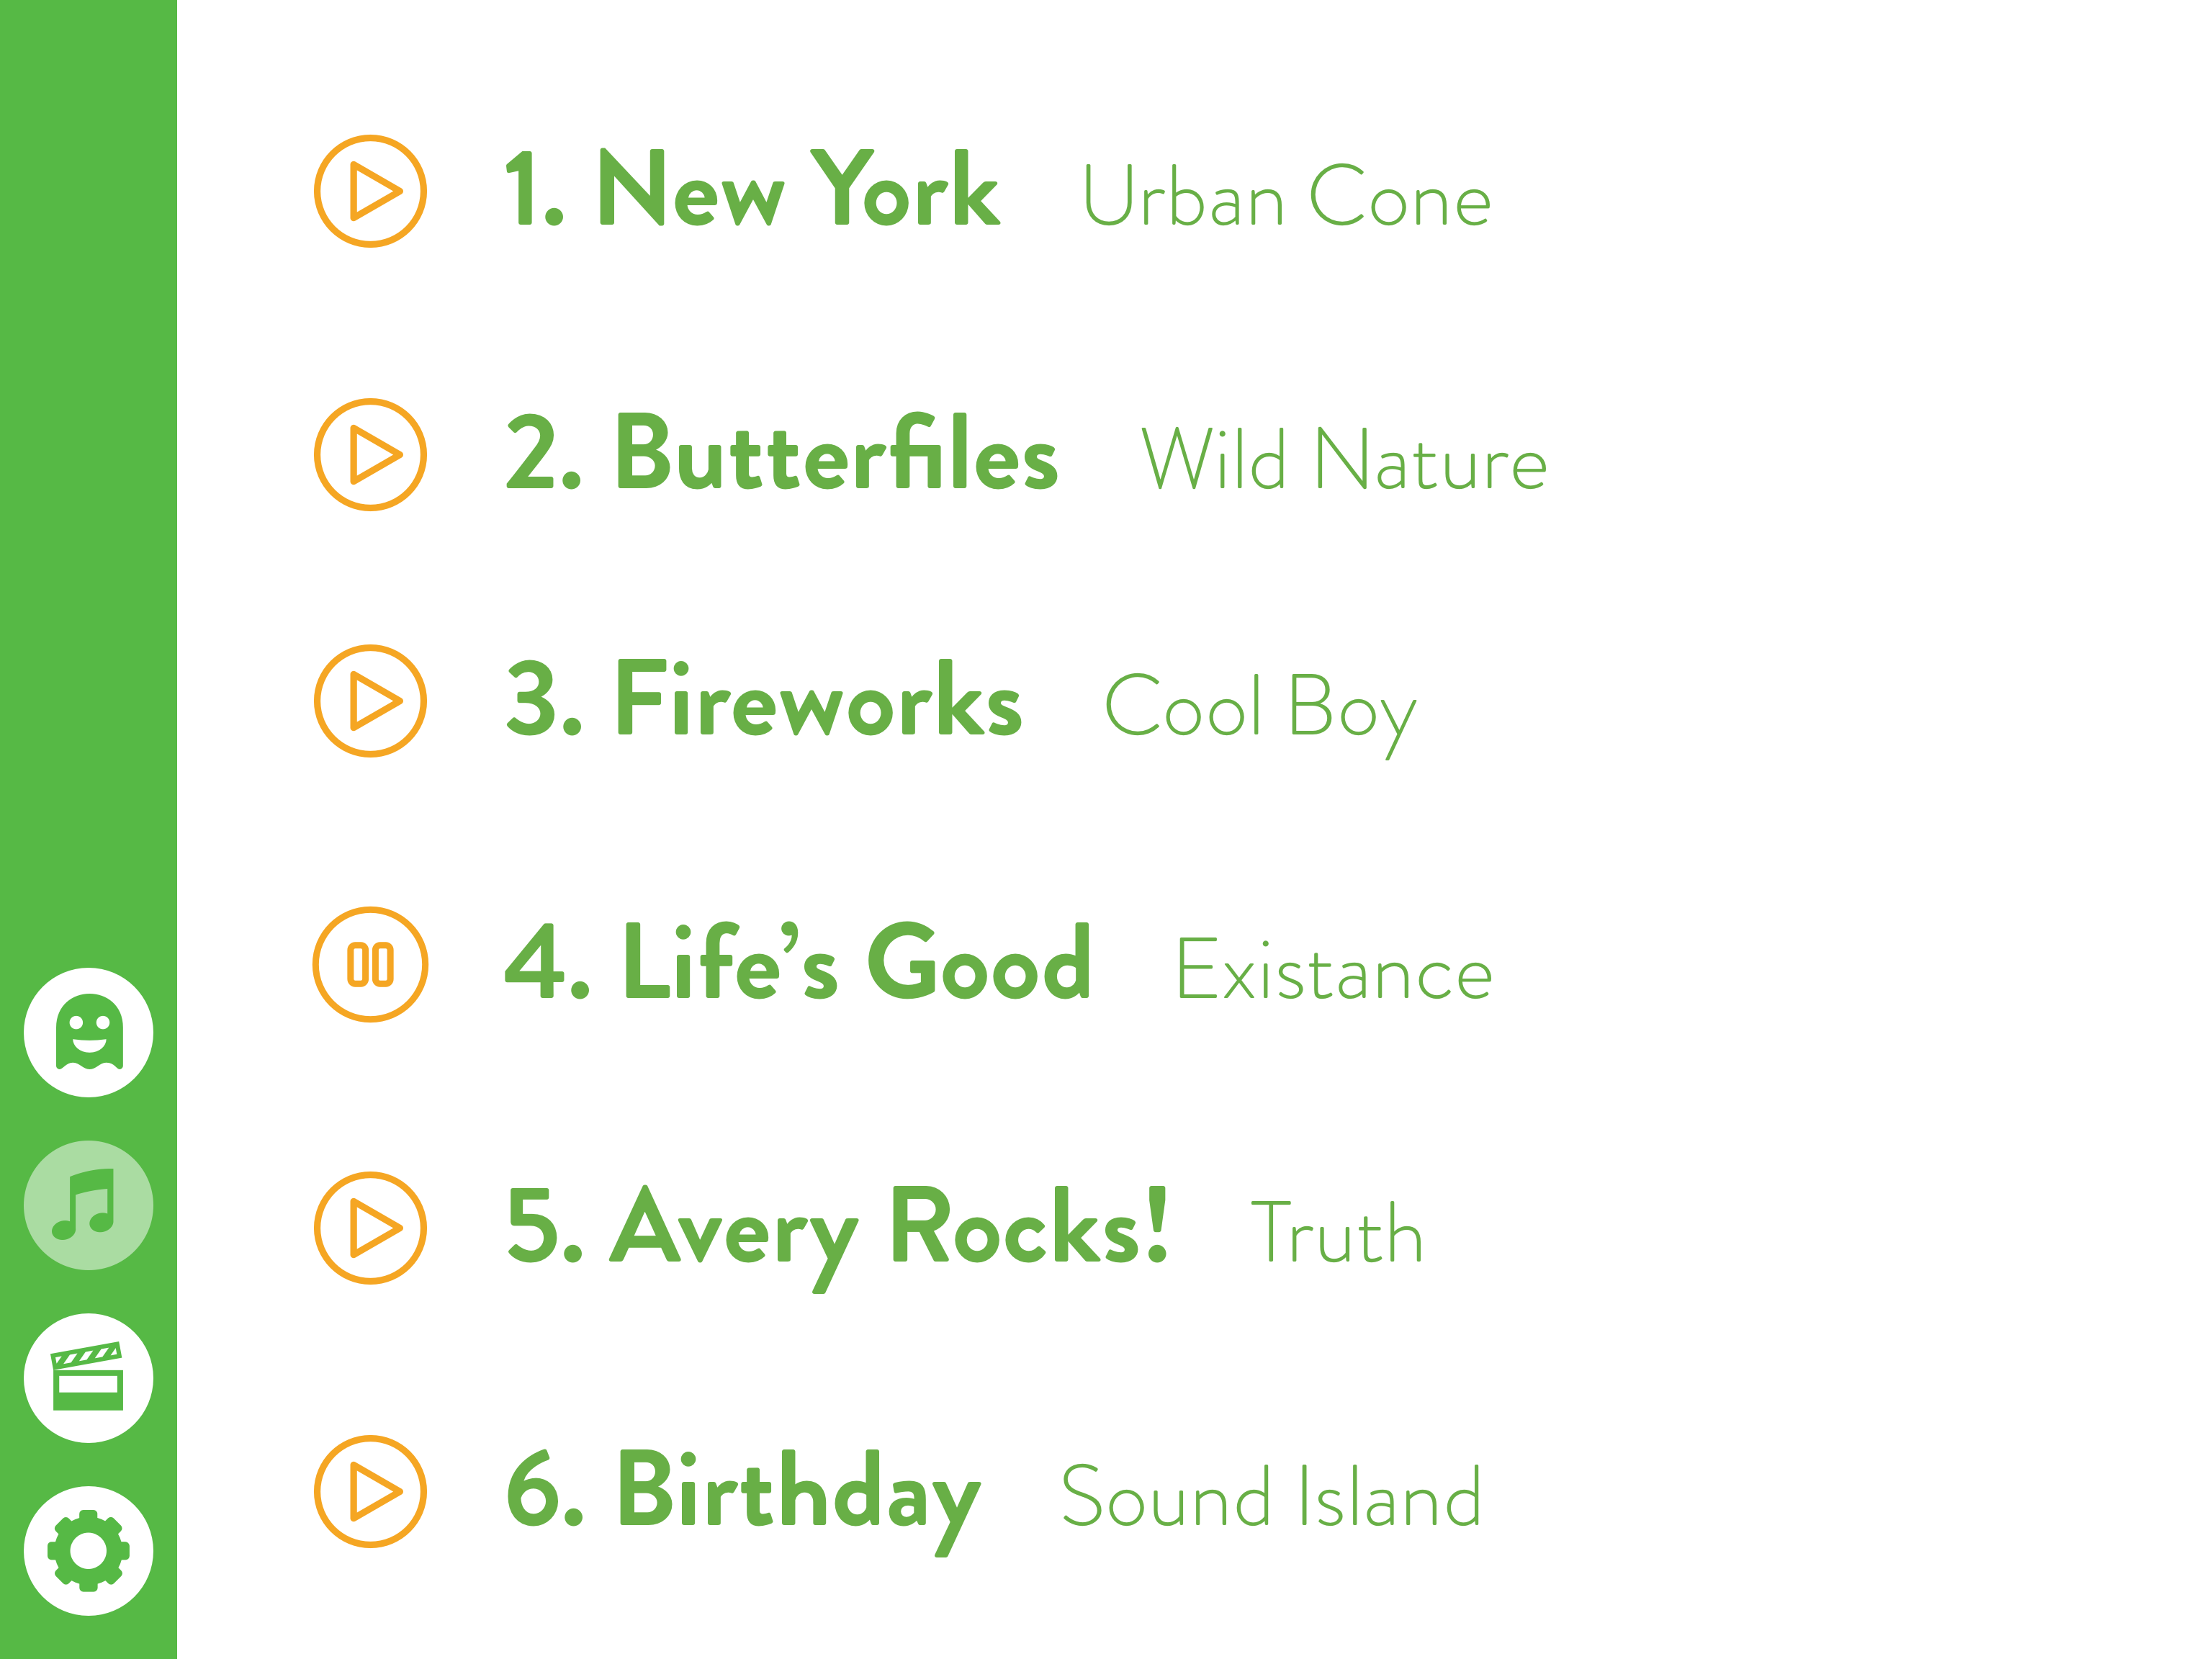 1. New York Urban Cone
2. Butterfiles Wild Nature
3. Fireworks Cool Boy
4. Life’s Good Existance
5. Avery Rocks! Truth
6. Birthday Sound Island